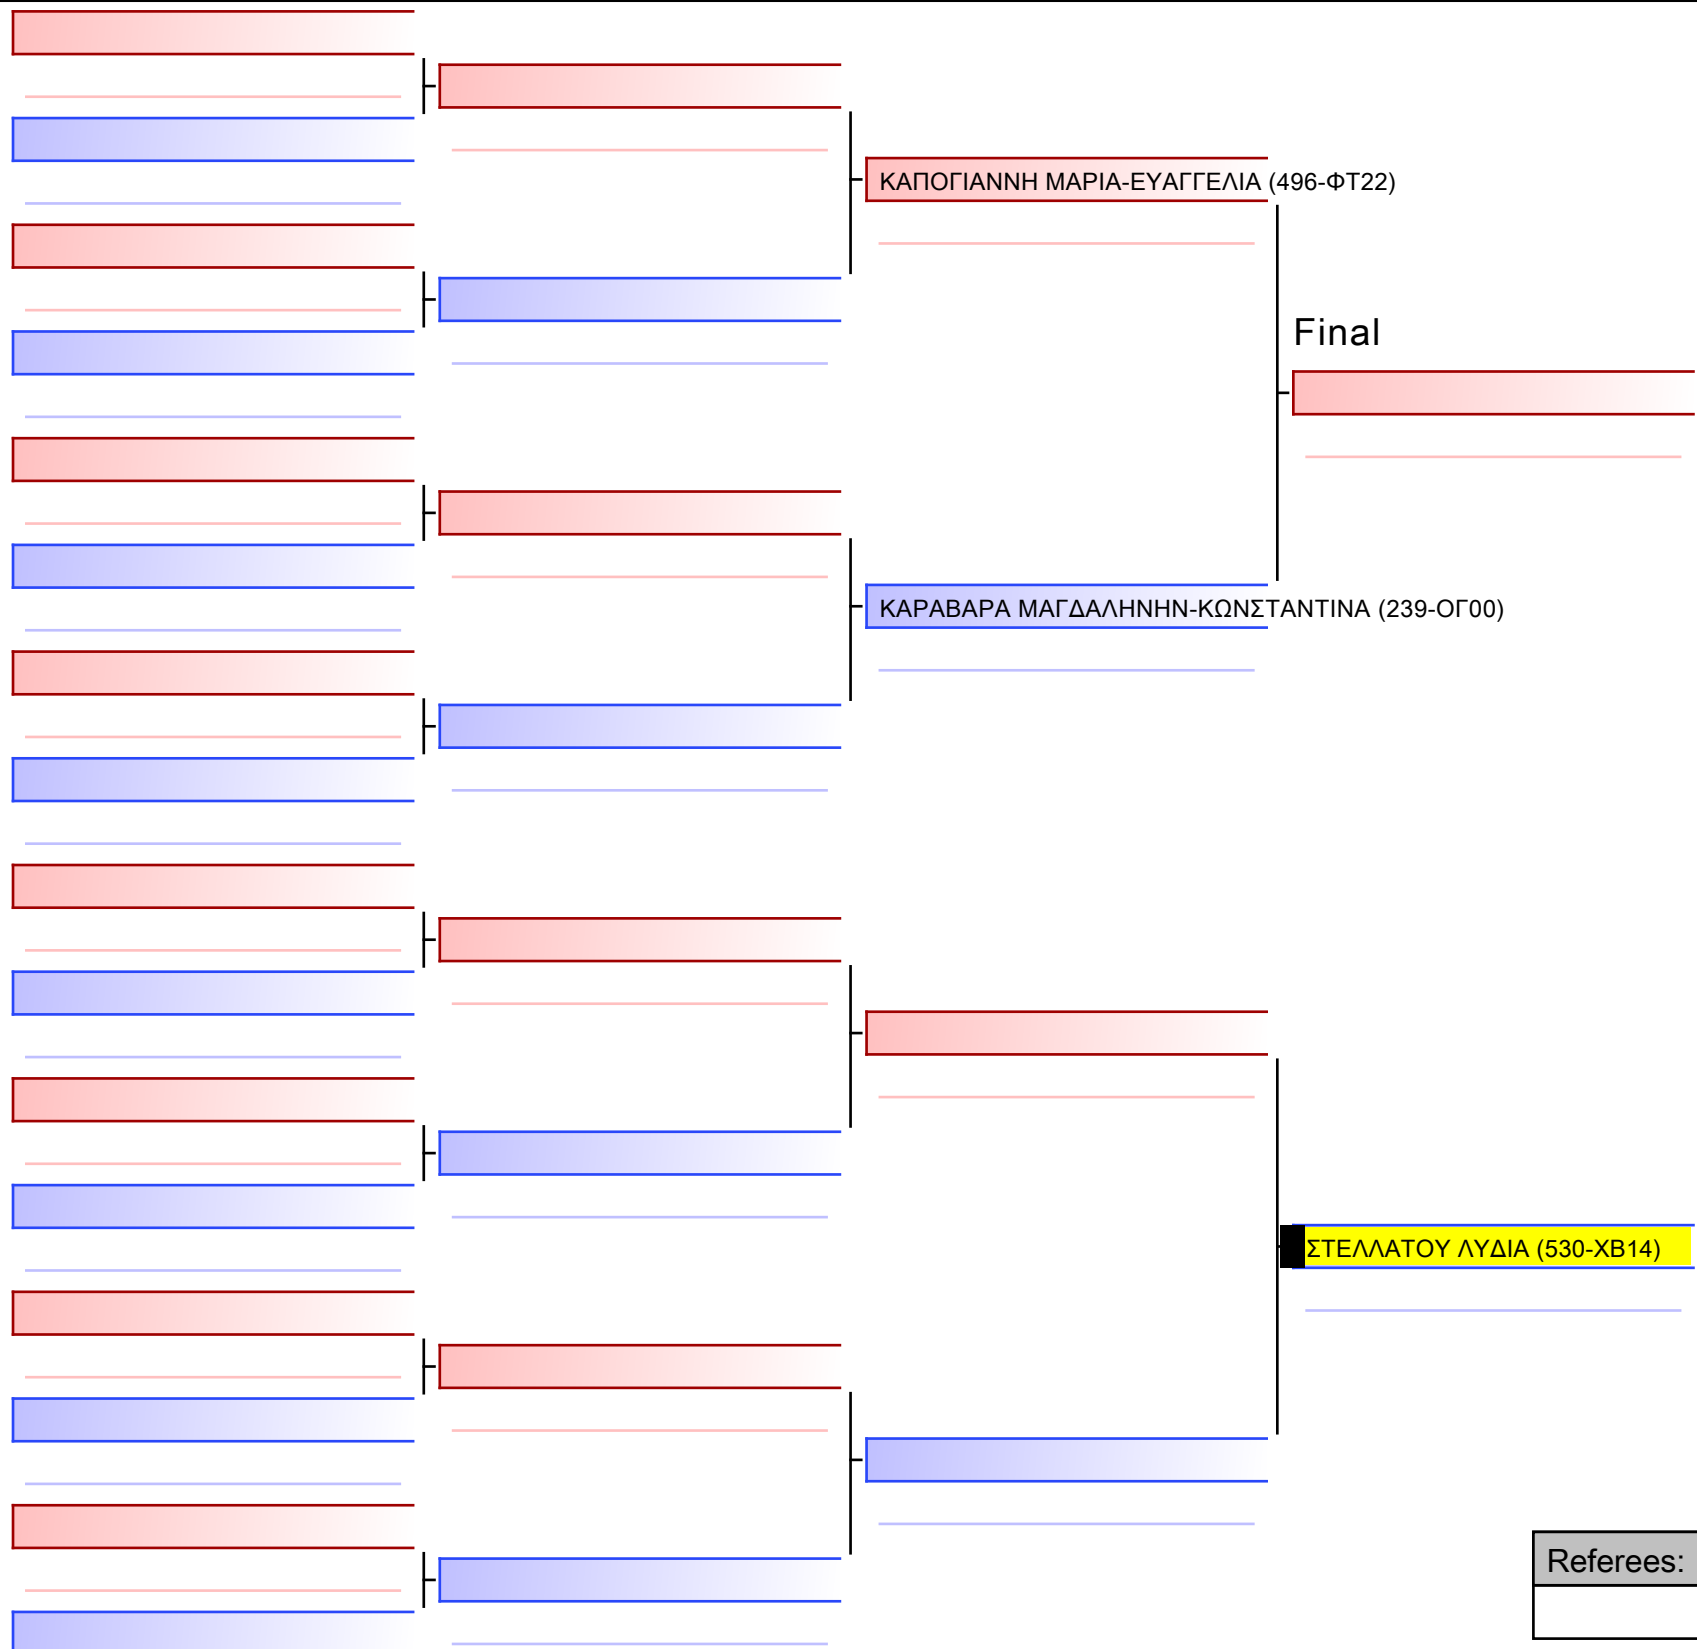 ΚΑΠΟΓΙΑΝΝΗ ΜΑΡΙΑ-ΕΥΑΓΓΕΛΙΑ (496-ΦΤ22)
Final
ΚΑΡΑΒΑΡΑ ΜΑΓΔΑΛΗΝΗΝ-ΚΩΝΣΤΑΝΤΙΝΑ (239-ΟΓ00)
ΣΤΕΛΛΑΤΟΥ ΛΥΔΙΑ (530-ΧΒ14)
Referees: